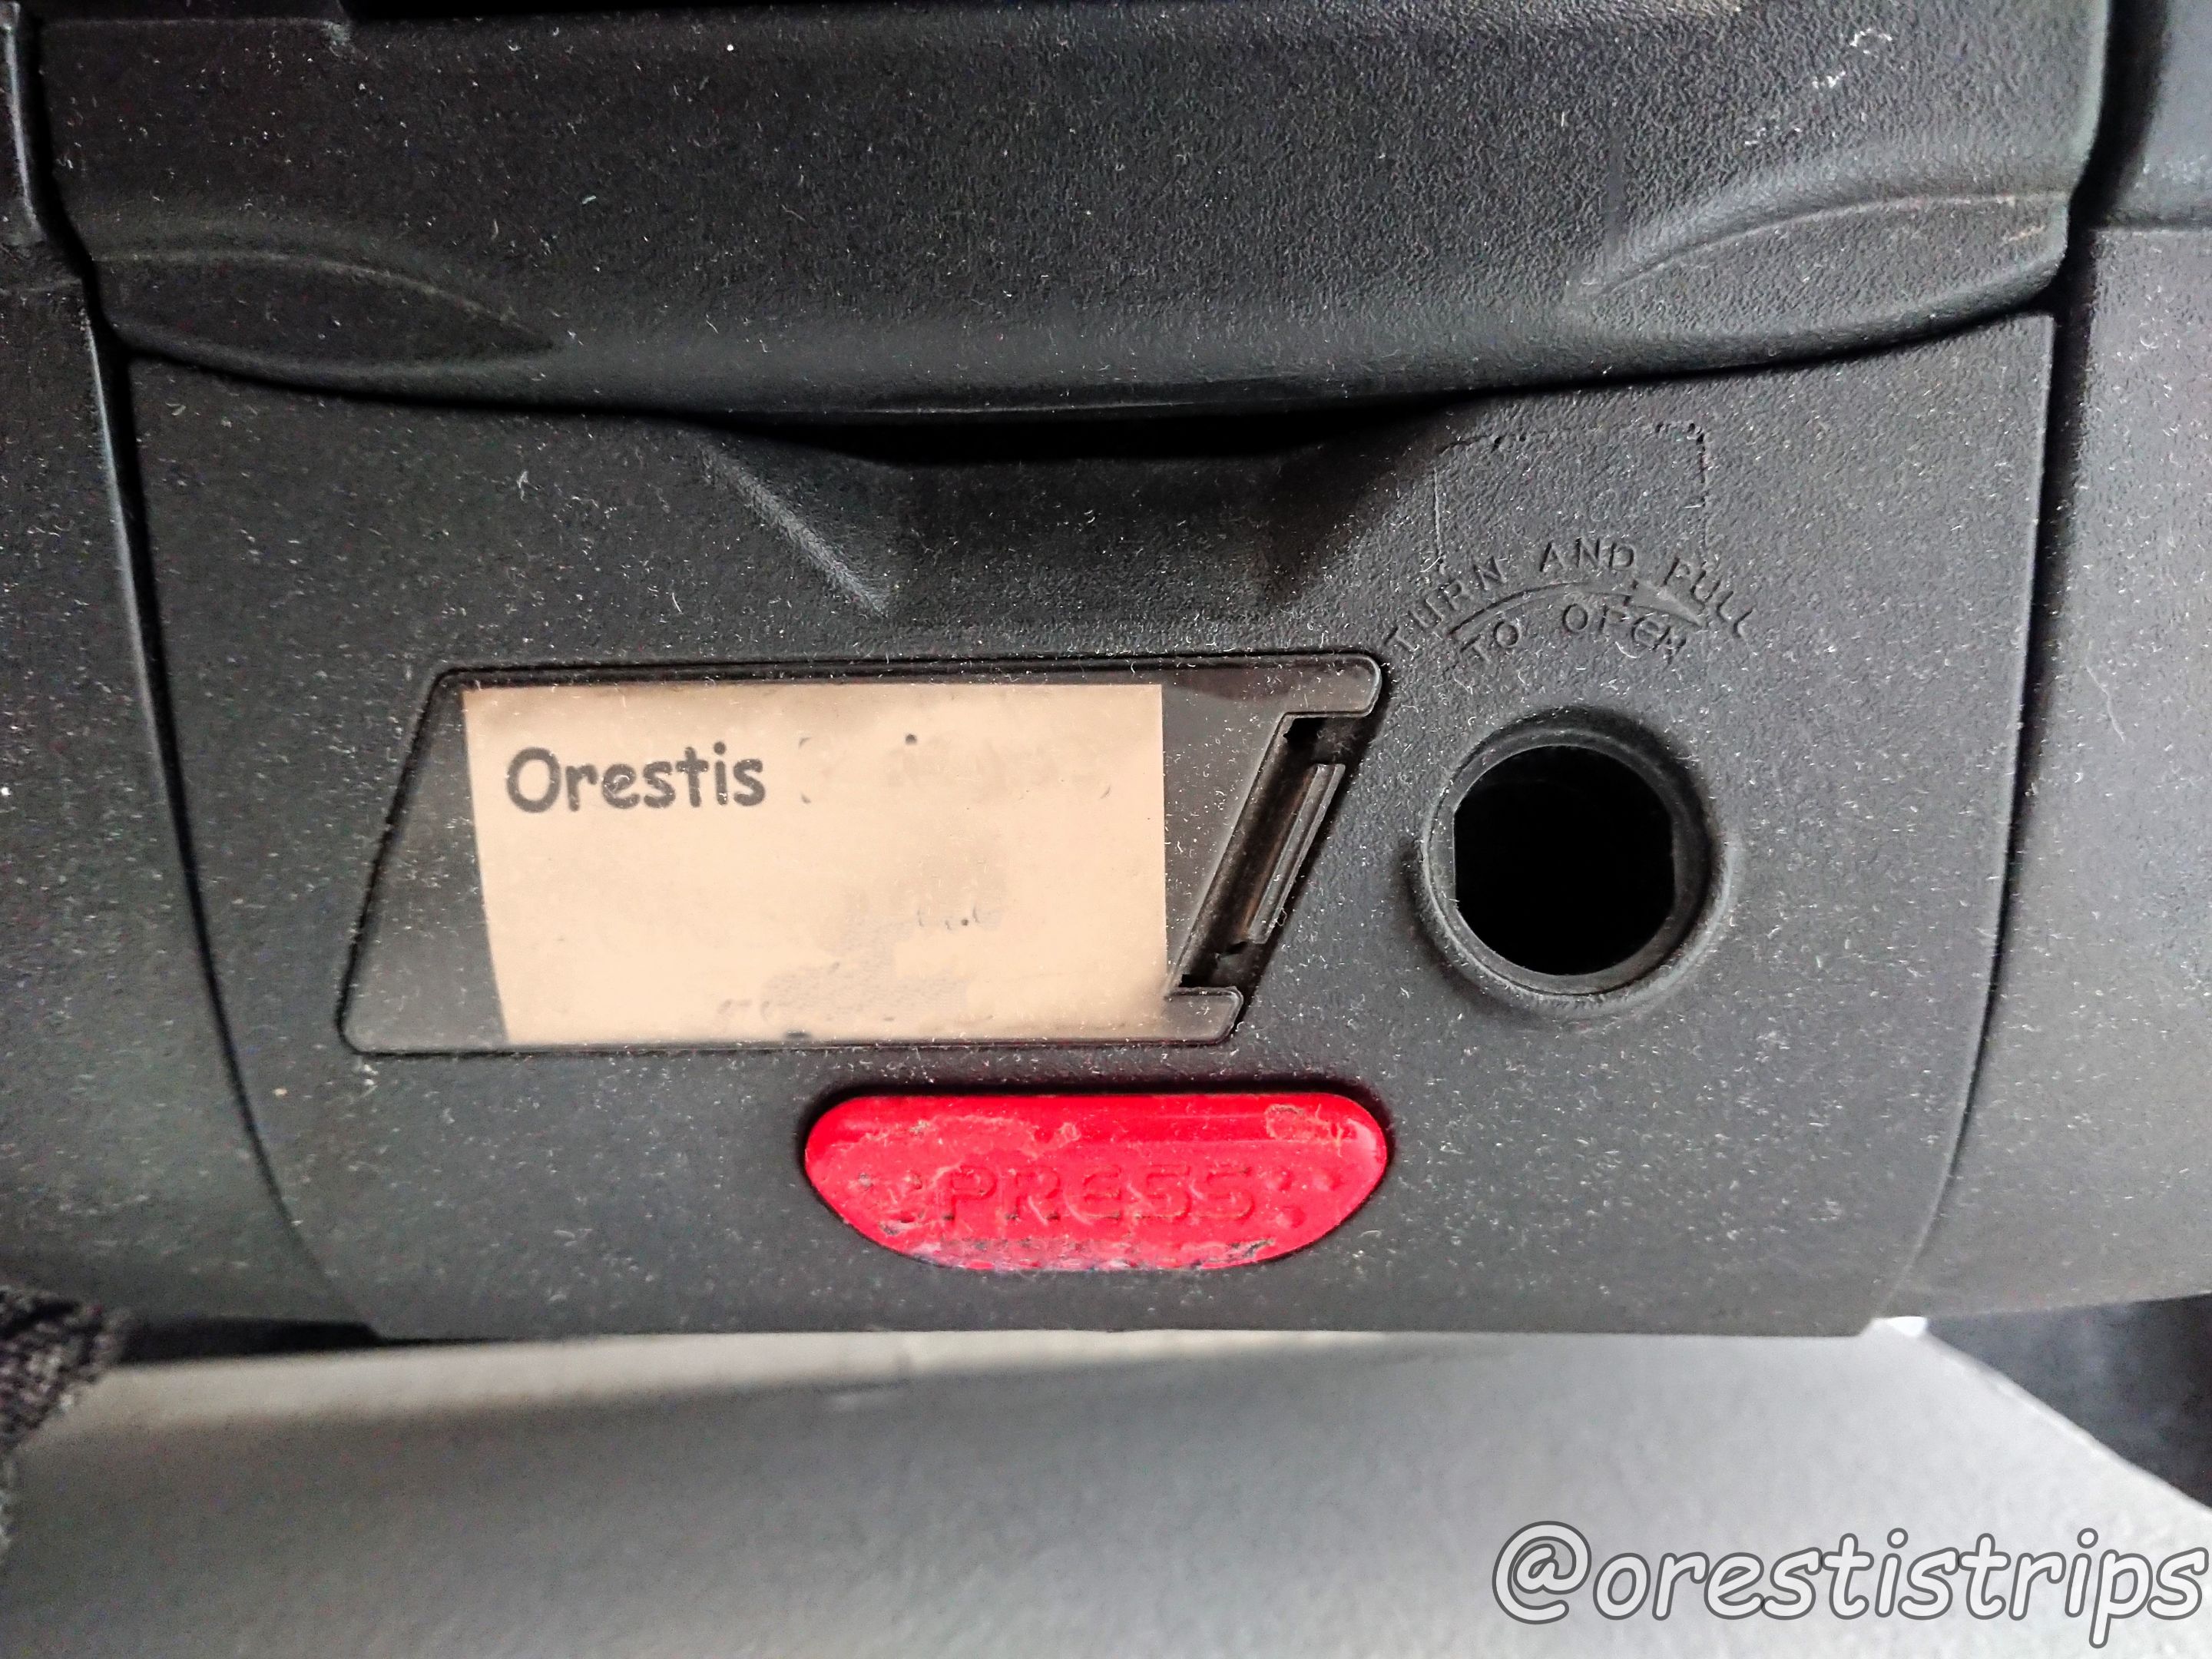 TURN AND PULL
TO OPEN
Orestis
PRESS
@orestistrips